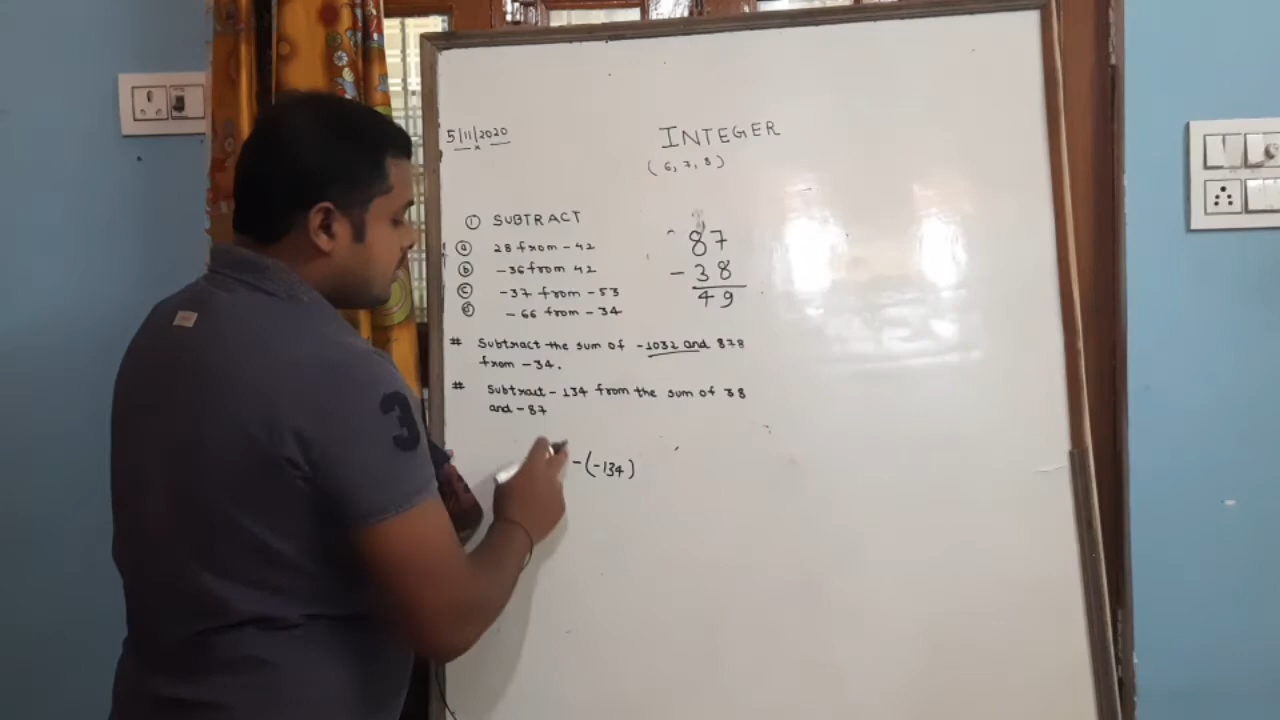 5/11/2020
INTEGER
(6, 7, 8)
① SUBTRACT
ⓐ 28 from -42
ⓑ -36 from 42
ⓒ -37 from -53
ⓓ -66 from -34
87
- 38
49
# Subtract the sum of -1032 and 878
from -34.
# Subtract -134 from the sum of 38
and -87
-(-134)
3